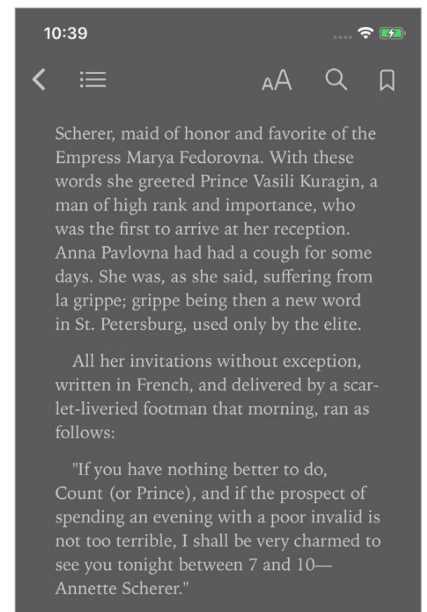 10:39
AA
Scherer, maid of honor and favorite of the
Empress Marya Fedorovna. With these
words she greeted Prince Vasili Kuragin, a
man of high rank and importance, who
was the first to arrive at her reception.
Anna Pavlovna had had a cough for some
days. She was, as she said, suffering from
la grippe; grippe being then a new word
in St. Petersburg, used only by the elite.
All her invitations without exception,
written in French, and delivered by a scar-
let-liveried footman that morning, ran as
follows:
"If you have nothing better to do,
Count (or Prince), and if the prospect of
spending an evening with a poor invalid is
not too terrible, I shall be very charmed to
see you tonight between 7 and 10—
Annette Scherer."